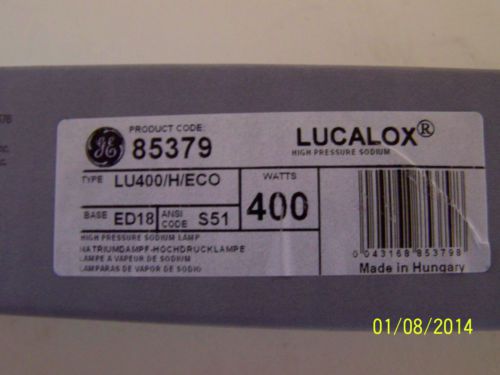 GE
PRODUCT CODE:
85379
LUCALOX®
HIGH PRESSURE SODIUM
TYPE LU400/H/ECO
WATTS
400
BASE ED18 ANSI CODE S51
HIGH PRESSURE SODIUM LAMP
NATRIUMDAMPF-HOCHDRUCKLAMPE
LAMPE A VAPEUR DE SODIUM
LAMPARAS DE VAPOR DE SODIO
0 043168 853798
Made in Hungary
01/08/2014